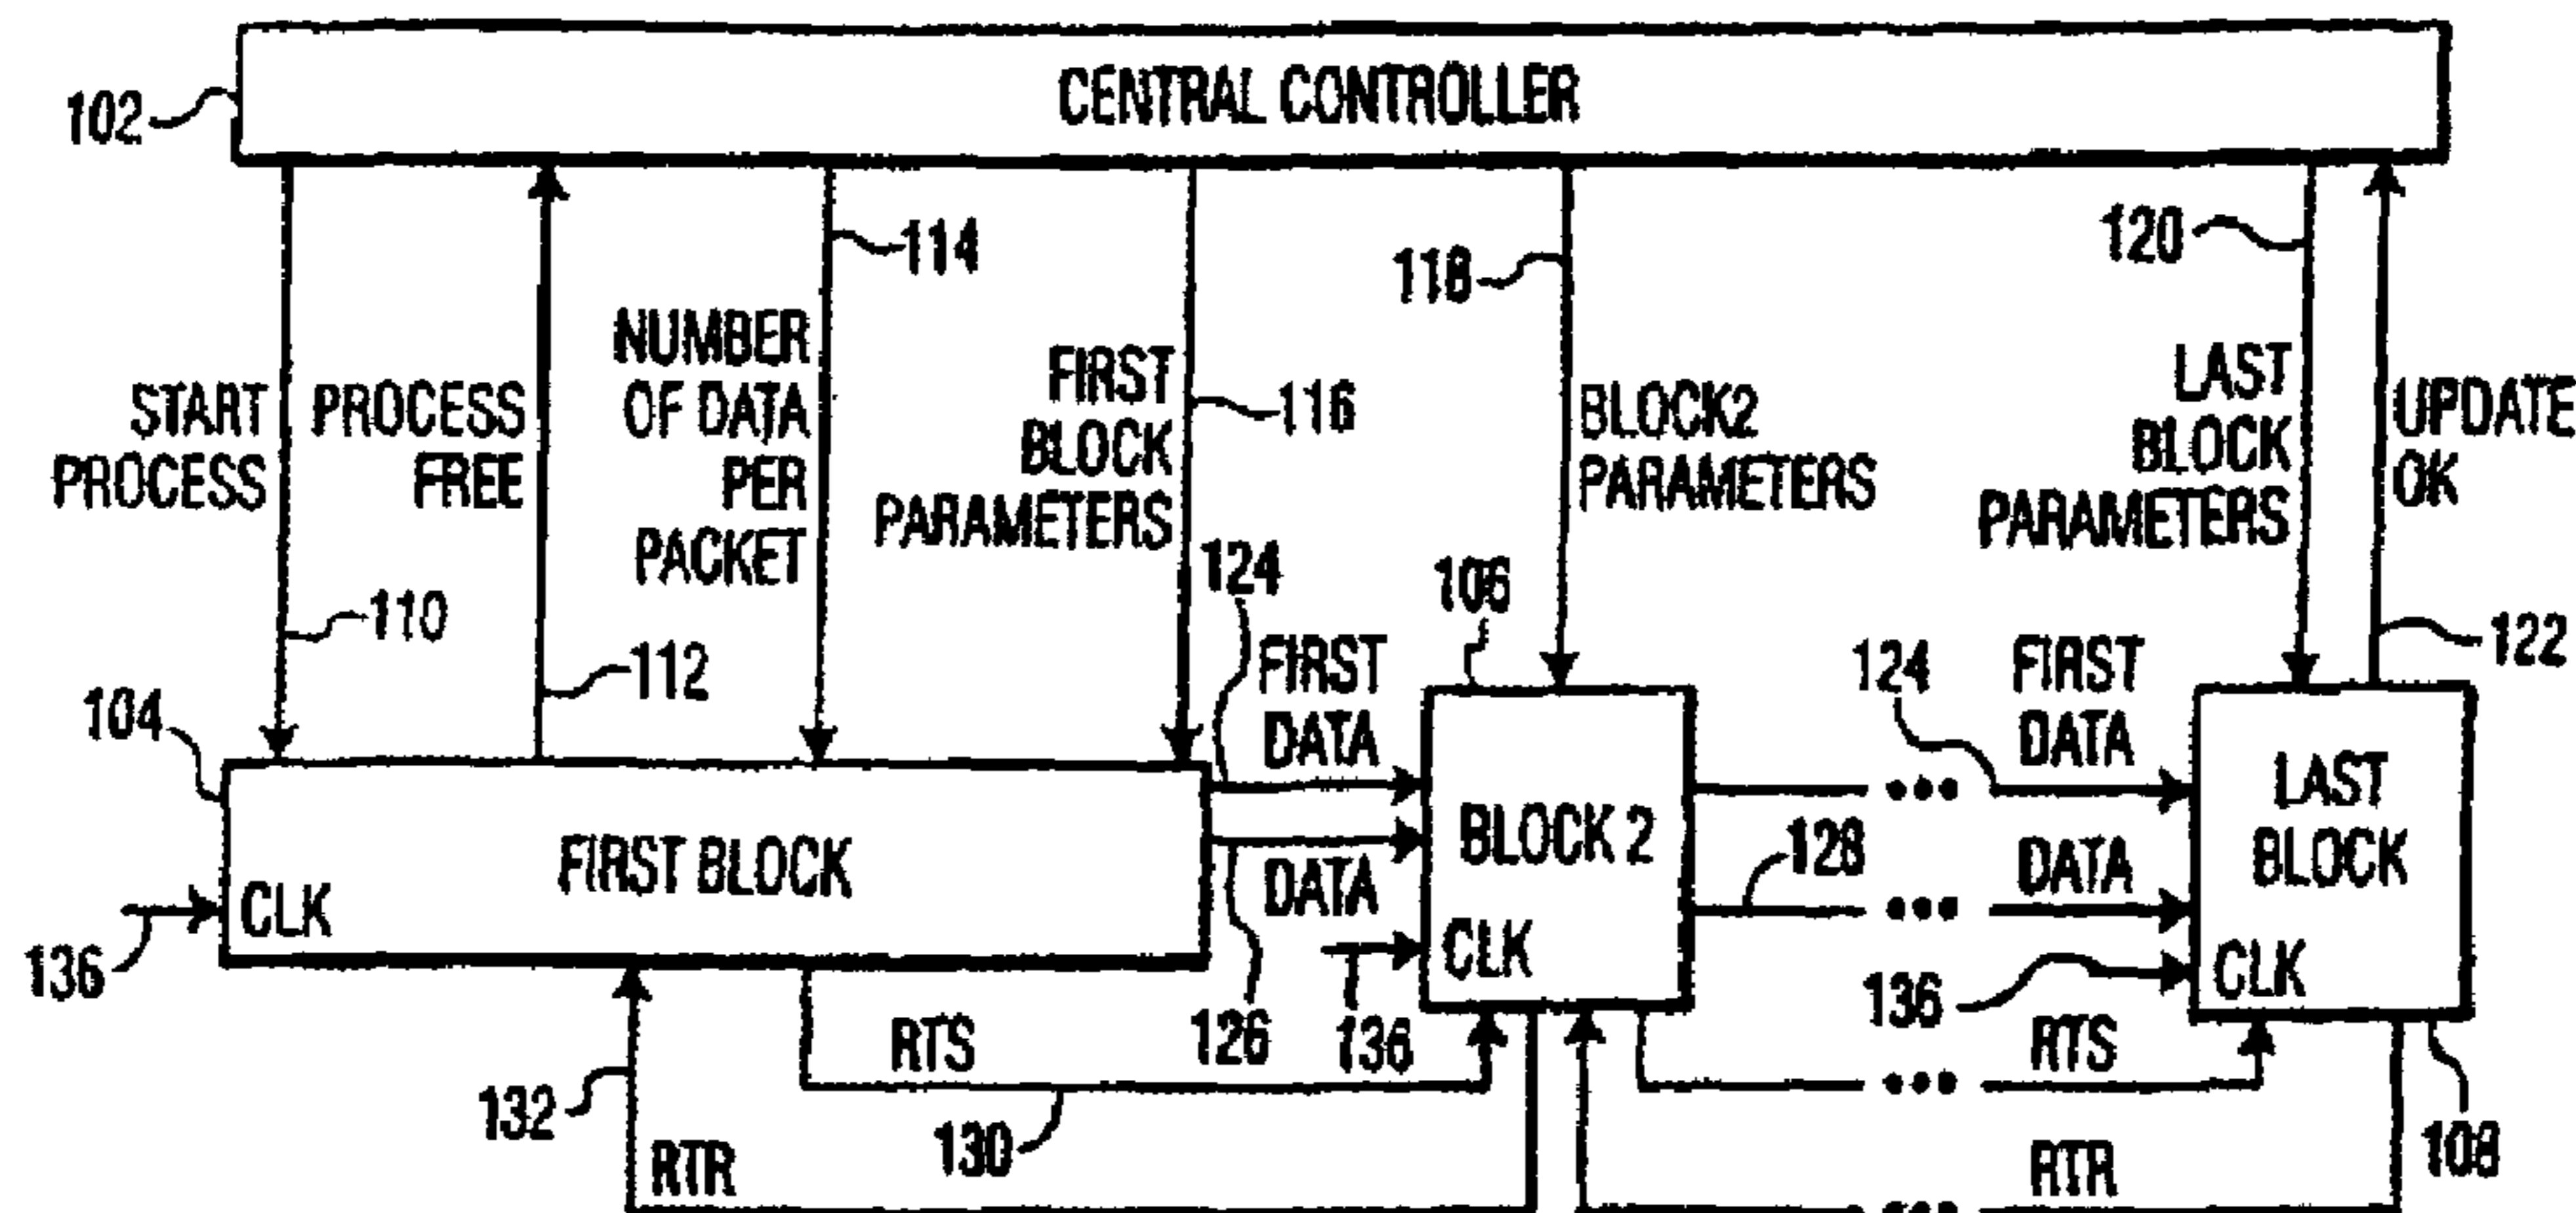 CENTRAL CONTROLLER
102
114
118
120
START
PROCESS
PROCESS
FREE
NUMBER
OF DATA
PER
PACKET
FIRST
BLOCK
PARAMETERS
116
BLOCK2
PARAMETERS
LAST
BLOCK
PARAMETERS
UPDATE
OK
110
112
124
106
122
104
FIRST
DATA
124
FIRST
DATA
FIRST BLOCK
CLK
136
DATA
126
136
BLOCK 2
CLK
128
DATA
136
LAST
BLOCK
CLK
RTS
130
132
RTR
RTS
RTR
108